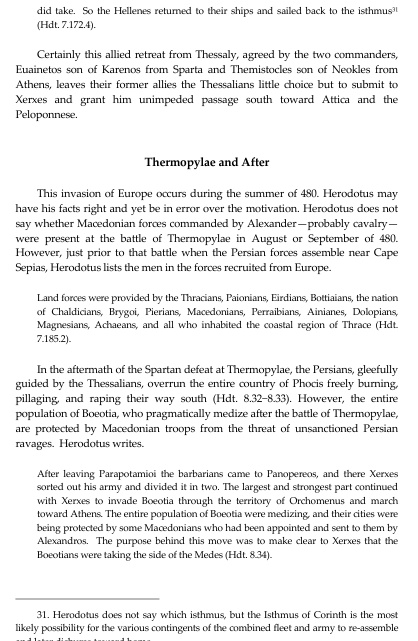 did take. So the Hellenes returned to their ships and sailed back to the isthmus³¹
(Hdt. 7.172.4).
Certainly this allied retreat from Thessaly, agreed by the two commanders,
Euainetos son of Karenos from Sparta and Themistocles son of Neokles from
Athens, leaves their former allies the Thessalians little choice but to submit to
Xerxes and grant him unimpeded passage south toward Attica and the
Peloponnese.
Thermopylae and After
This invasion of Europe occurs during the summer of 480. Herodotus may
have his facts right and yet be in error over the motivation. Herodotus does not
say whether Macedonian forces commanded by Alexander—probably cavalry—
were present at the battle of Thermopylae in August or September of 480.
However, just prior to that battle when the Persian forces assemble near Cape
Sepias, Herodotus lists the men in the forces recruited from Europe.
Land forces were provided by the Thracians, Paionians, Eirdians, Bottiaians, the nation
of Chaldicians, Brygoi, Pierians, Macedonians, Perraibians, Ainianes, Dolopians,
Magnesians, Achaeans, and all who inhabited the coastal region of Thrace (Hdt.
7.185.2).
In the aftermath of the Spartan defeat at Thermopylae, the Persians, gleefully
guided by the Thessalians, overrun the entire country of Phocis freely burning,
pillaging, and raping their way south (Hdt. 8.32–8.33). However, the entire
population of Boeotia, who pragmatically medize after the battle of Thermopylae,
are protected by Macedonian troops from the threat of unsanctioned Persian
ravages. Herodotus writes.
After leaving Parapotamioi the barbarians came to Panopereos, and there Xerxes
sorted out his army and divided it in two. The largest and strongest part continued
with Xerxes to invade Boeotia through the territory of Orchomenus and march
toward Athens. The entire population of Boeotia were medizing, and their cities were
being protected by some Macedonians who had been appointed and sent to them by
Alexandros. The purpose behind this move was to make clear to Xerxes that the
Boeotians were taking the side of the Medes (Hdt. 8.34).
31. Herodotus does not say which isthmus, but the Isthmus of Corinth is the most
likely possibility for the various contingents of the combined fleet and army to re-assemble